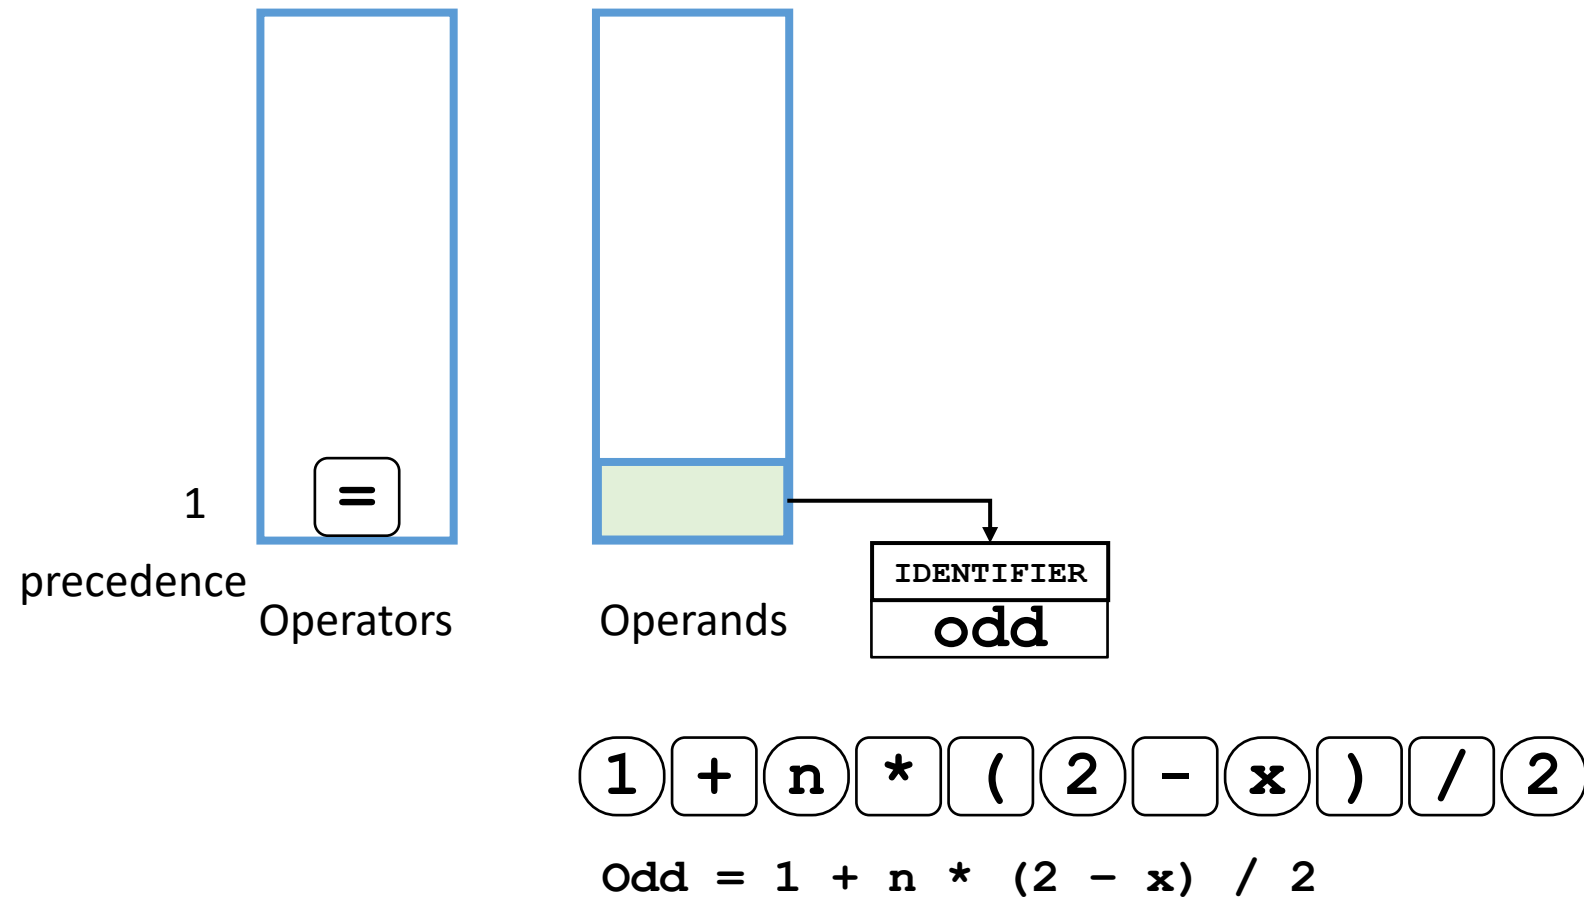 =
1
precedence
Operators
Operands
IDENTIFIER
odd
1 + n * ( 2 - x ) / 2
Odd = 1 + n * (2 - x) / 2